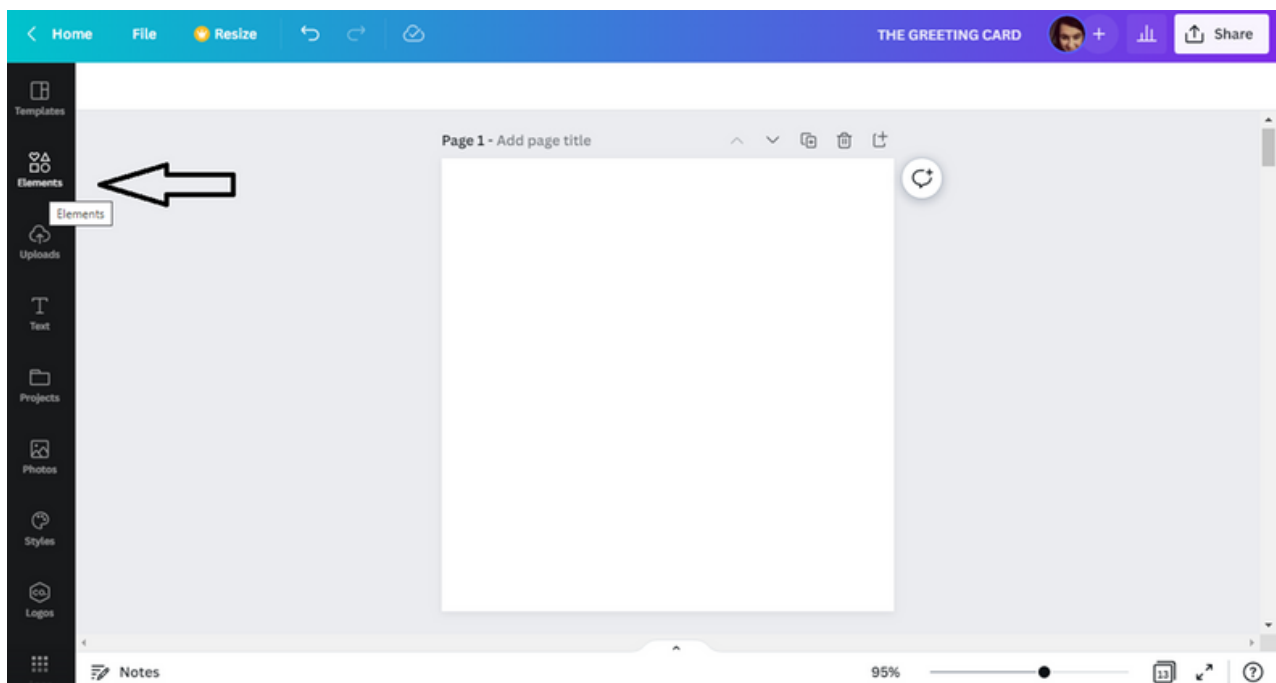 Home File Resize THE GREETING CARD + Share
Templates
Page 1 - Add page title
Elements
Elements
Uploads
Text
Projects
Photos
Styles
CO.
Logos
Notes 95% 13 ?